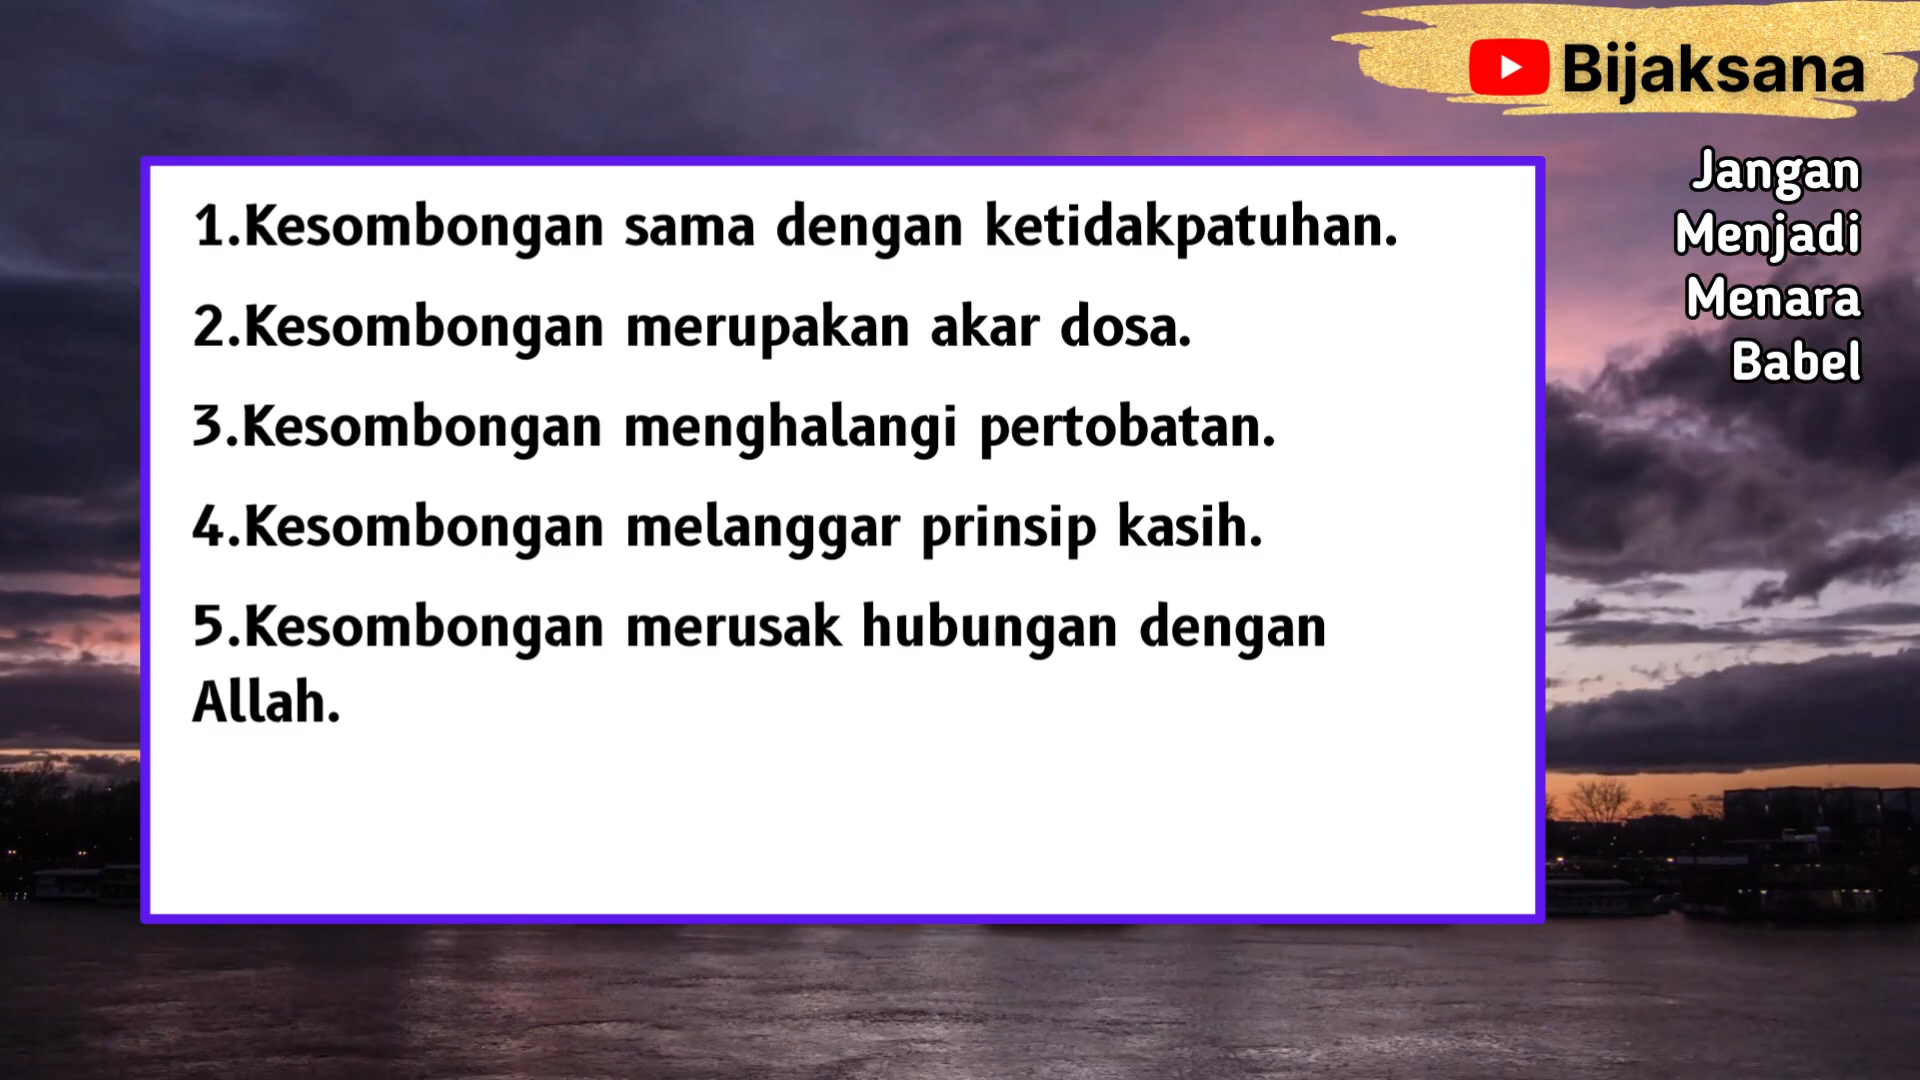 Bijaksana
Jangan
Menjadi
Menara
Babel
1.Kesombongan sama dengan ketidakpatuhan.
2.Kesombongan merupakan akar dosa.
3.Kesombongan menghalangi pertobatan.
4.Kesombongan melanggar prinsip kasih.
5.Kesombongan merusak hubungan dengan
Allah.